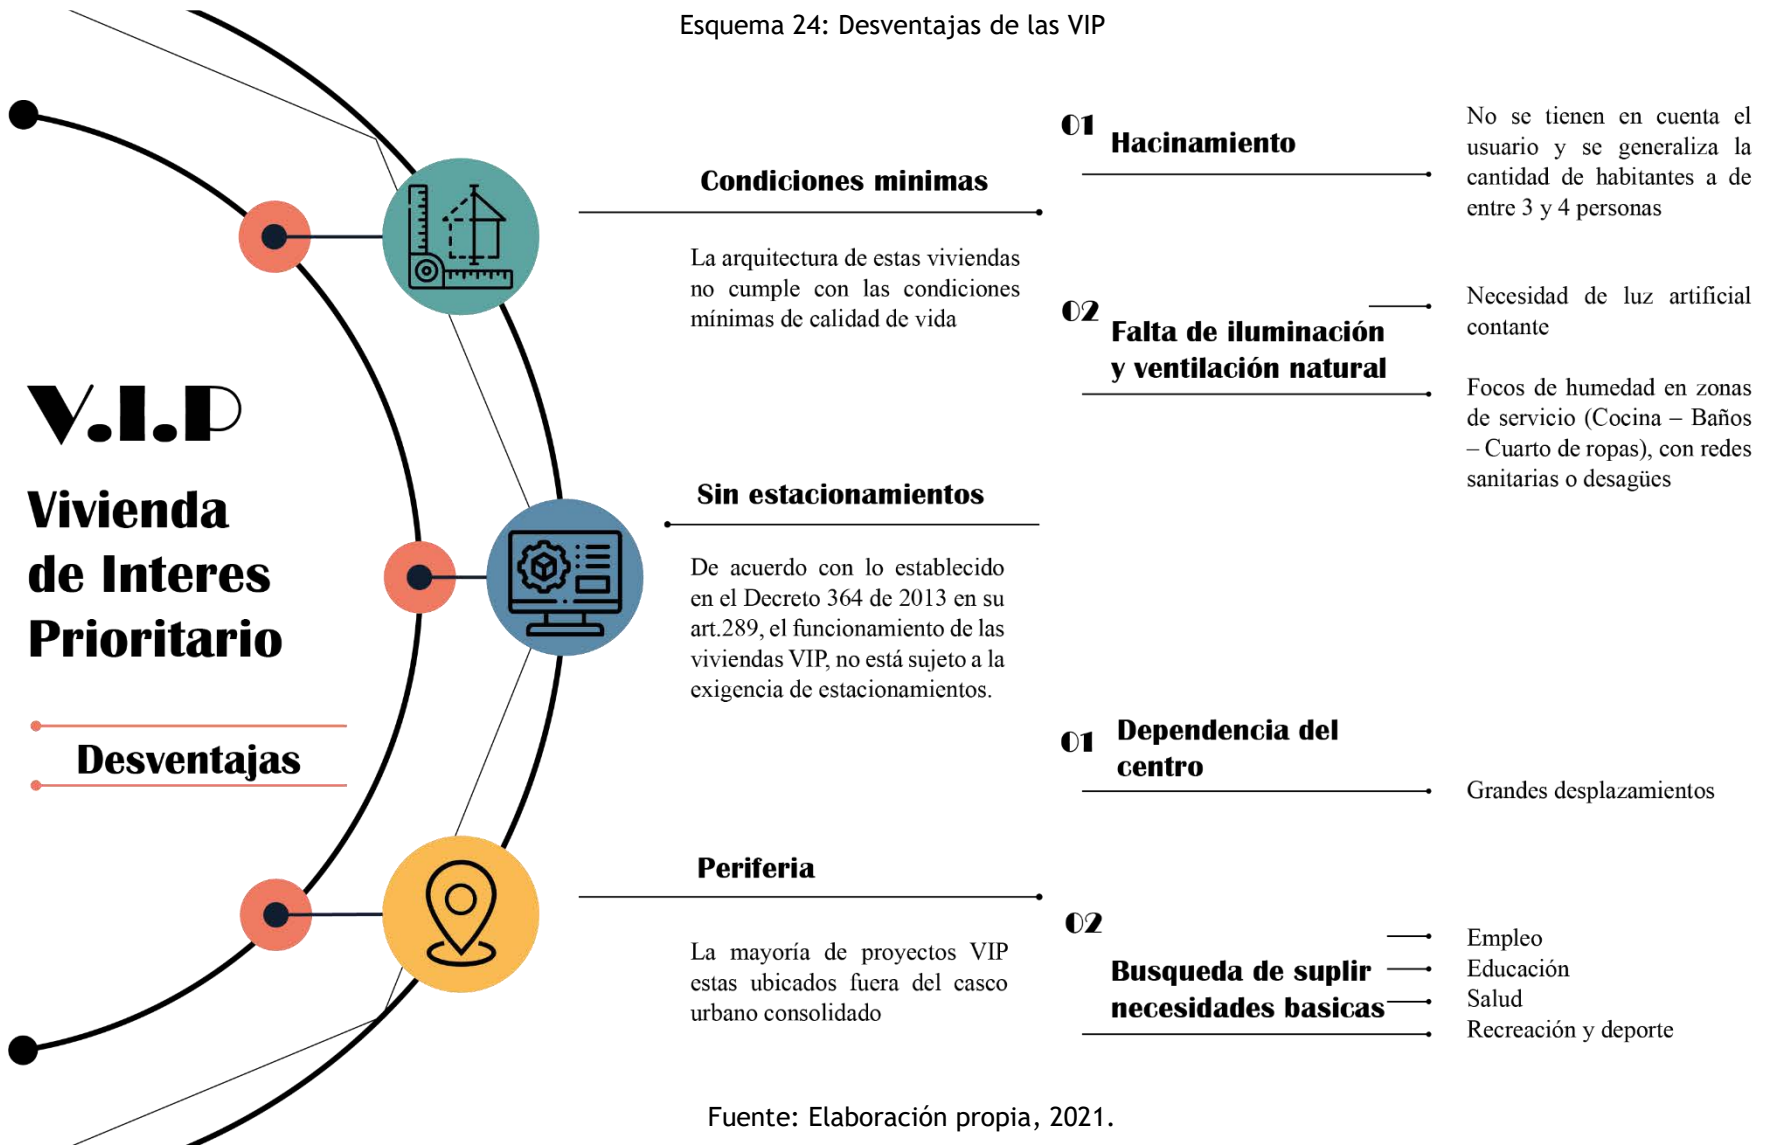 Esquema 24: Desventajas de las VIP
V.I.P
Vivienda
de Interes
Prioritario
Desventajas
Condiciones minimas
La arquitectura de estas viviendas
no cumple con las condiciones
mínimas de calidad de vida
01
Hacinamiento
No se tienen en cuenta el
usuario y se generaliza la
cantidad de habitantes a de
entre 3 y 4 personas
02
Falta de iluminación
y ventilación natural
Necesidad de luz artificial
contante
Focos de humedad en zonas
de servicio (Cocina – Baños
– Cuarto de ropas), con redes
sanitarias o desagües
Sin estacionamientos
De acuerdo con lo establecido
en el Decreto 364 de 2013 en su
art.289, el funcionamiento de las
viviendas VIP, no está sujeto a la
exigencia de estacionamientos.
Periferia
La mayoría de proyectos VIP
estas ubicados fuera del casco
urbano consolidado
01
Dependencia del
centro
Grandes desplazamientos
02
Busqueda de suplir
necesidades basicas
Empleo
Educación
Salud
Recreación y deporte
Fuente: Elaboración propia, 2021.